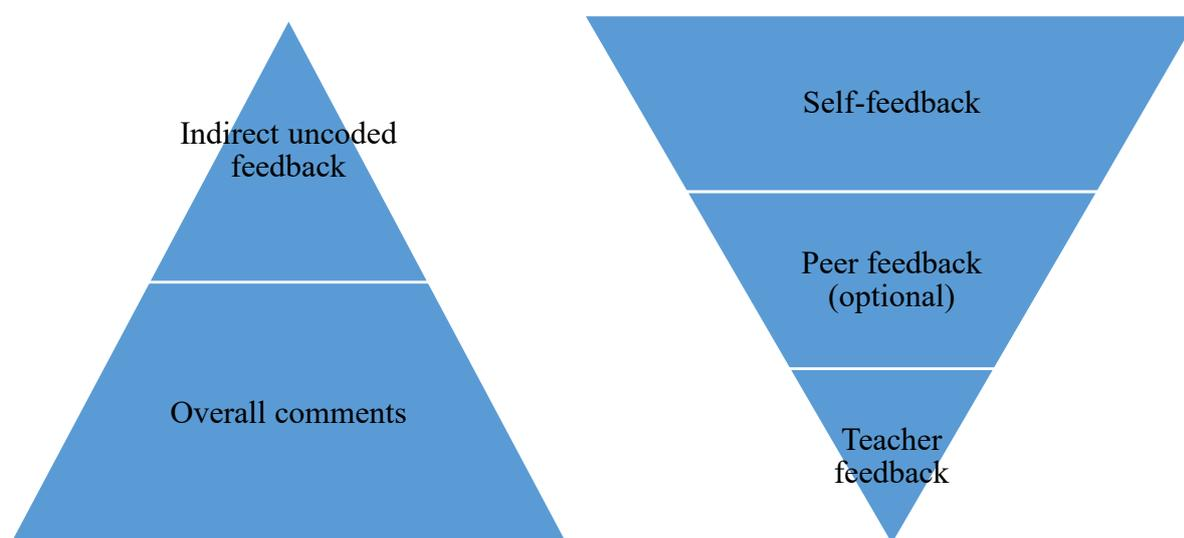 Indirect uncoded
feedback
Overall comments
Self-feedback
Peer feedback
(optional)
Teacher
feedback